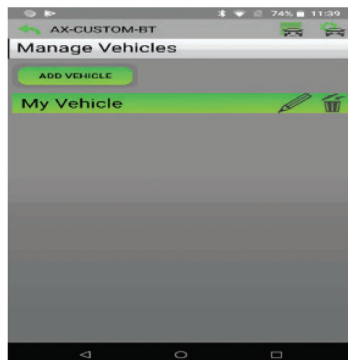 74% 11:39
AX-CUSTOM-BT
Manage Vehicles
ADD VEHICLE
My Vehicle